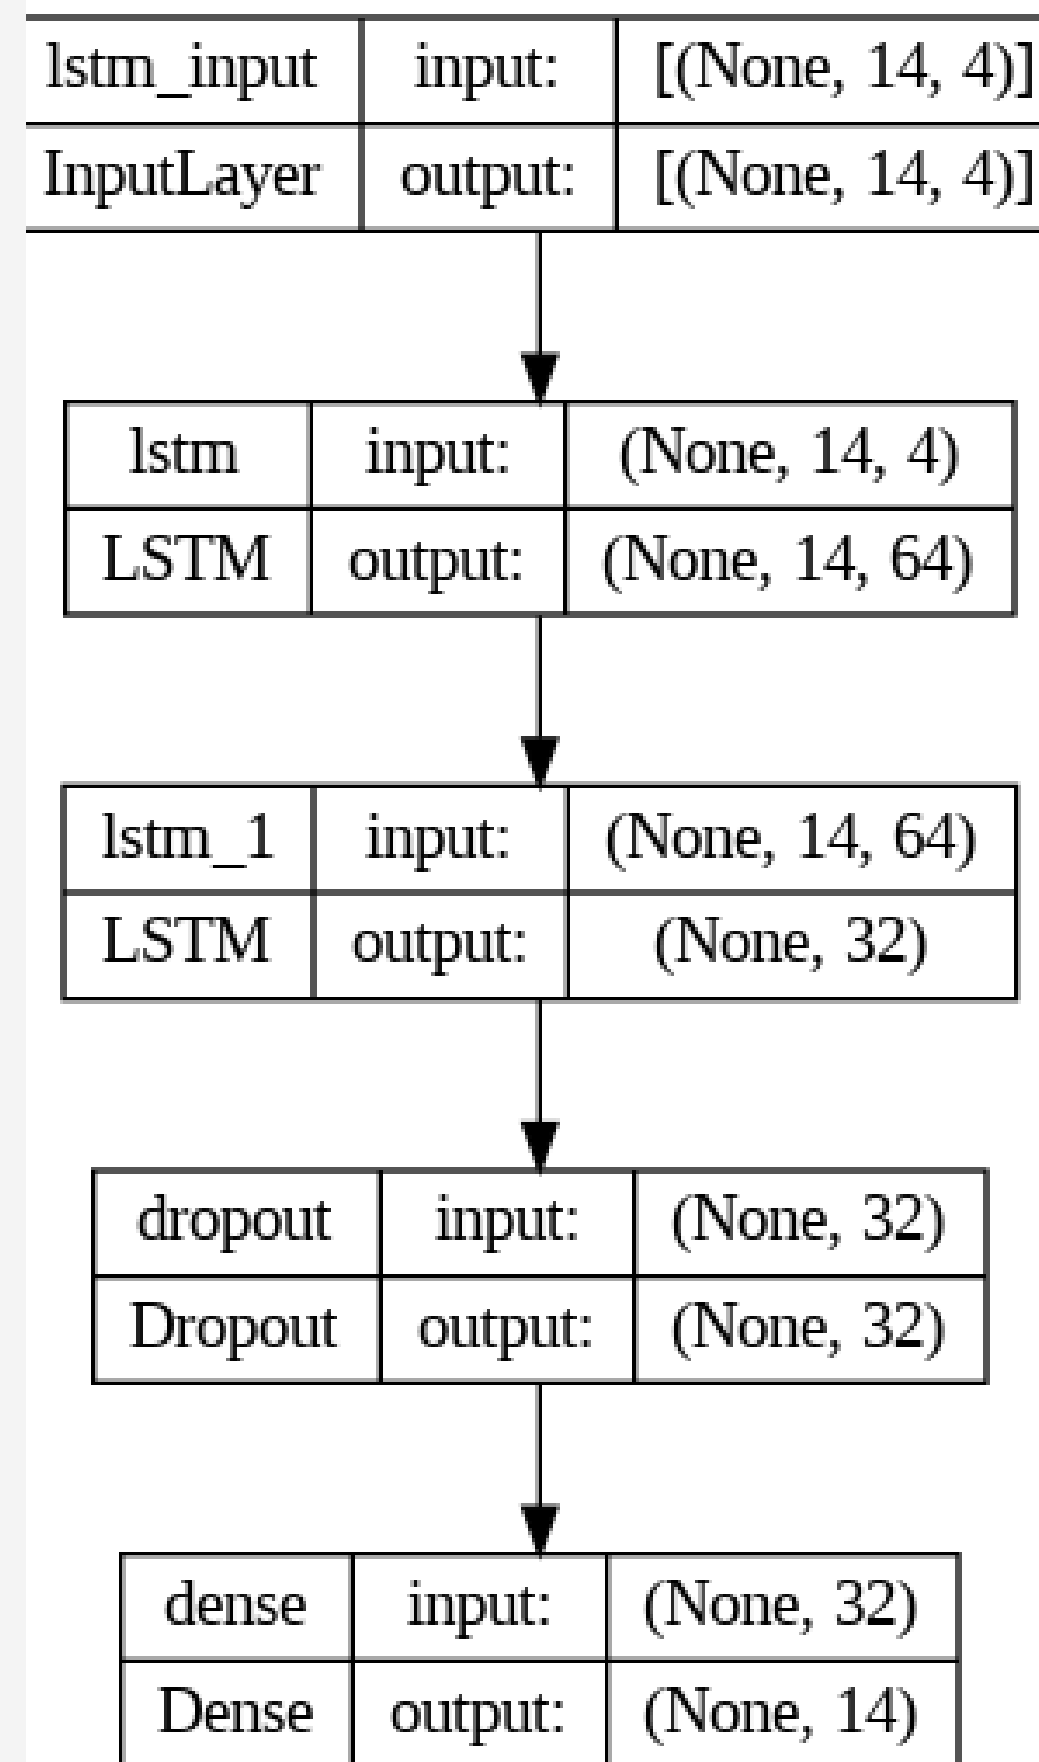 lstm_input input: [(None, 14, 4)]
InputLayer output: [(None, 14, 4)]
lstm input: (None, 14, 4)
LSTM output: (None, 14, 64)
lstm_1 input: (None, 14, 64)
LSTM output: (None, 32)
dropout input: (None, 32)
Dropout output: (None, 32)
dense input: (None, 32)
Dense output: (None, 14)